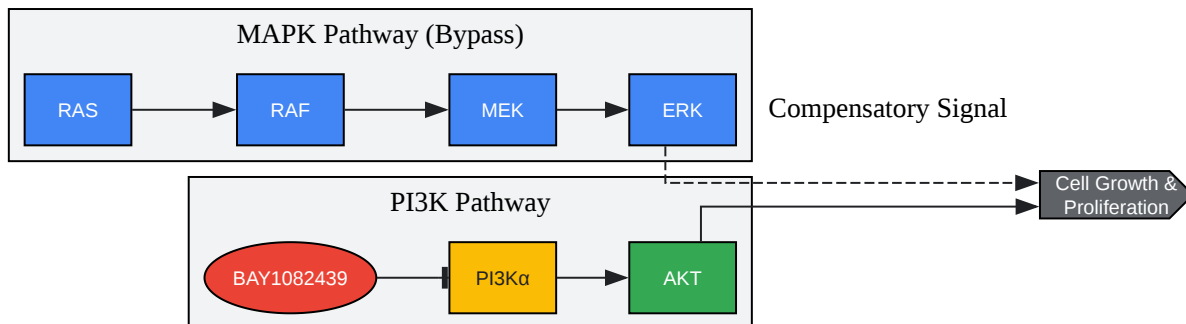 MAPK Pathway (Bypass)
RAS
RAF
MEK
ERK
Compensatory Signal
Cell Growth &
Proliferation
PI3K Pathway
BAY1082439
PI3Kα
AKT